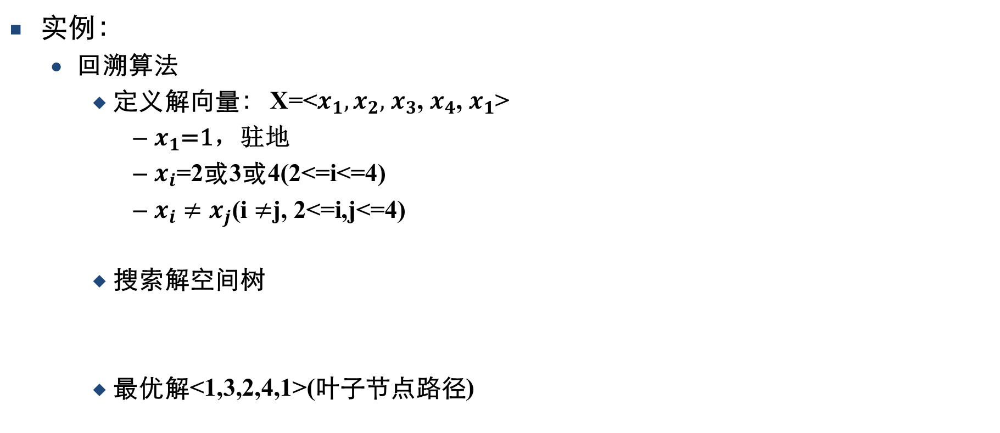 实例：
回溯算法
定义解向量： X=<x₁, x₂, x₃, x₄, x₁>
– x₁=1，驻地
– xᵢ=2或3或4(2<=i<=4)
– xᵢ ≠ xⱼ(i ≠j, 2<=i,j<=4)
搜索解空间树
最优解<1,3,2,4,1>(叶子节点路径)